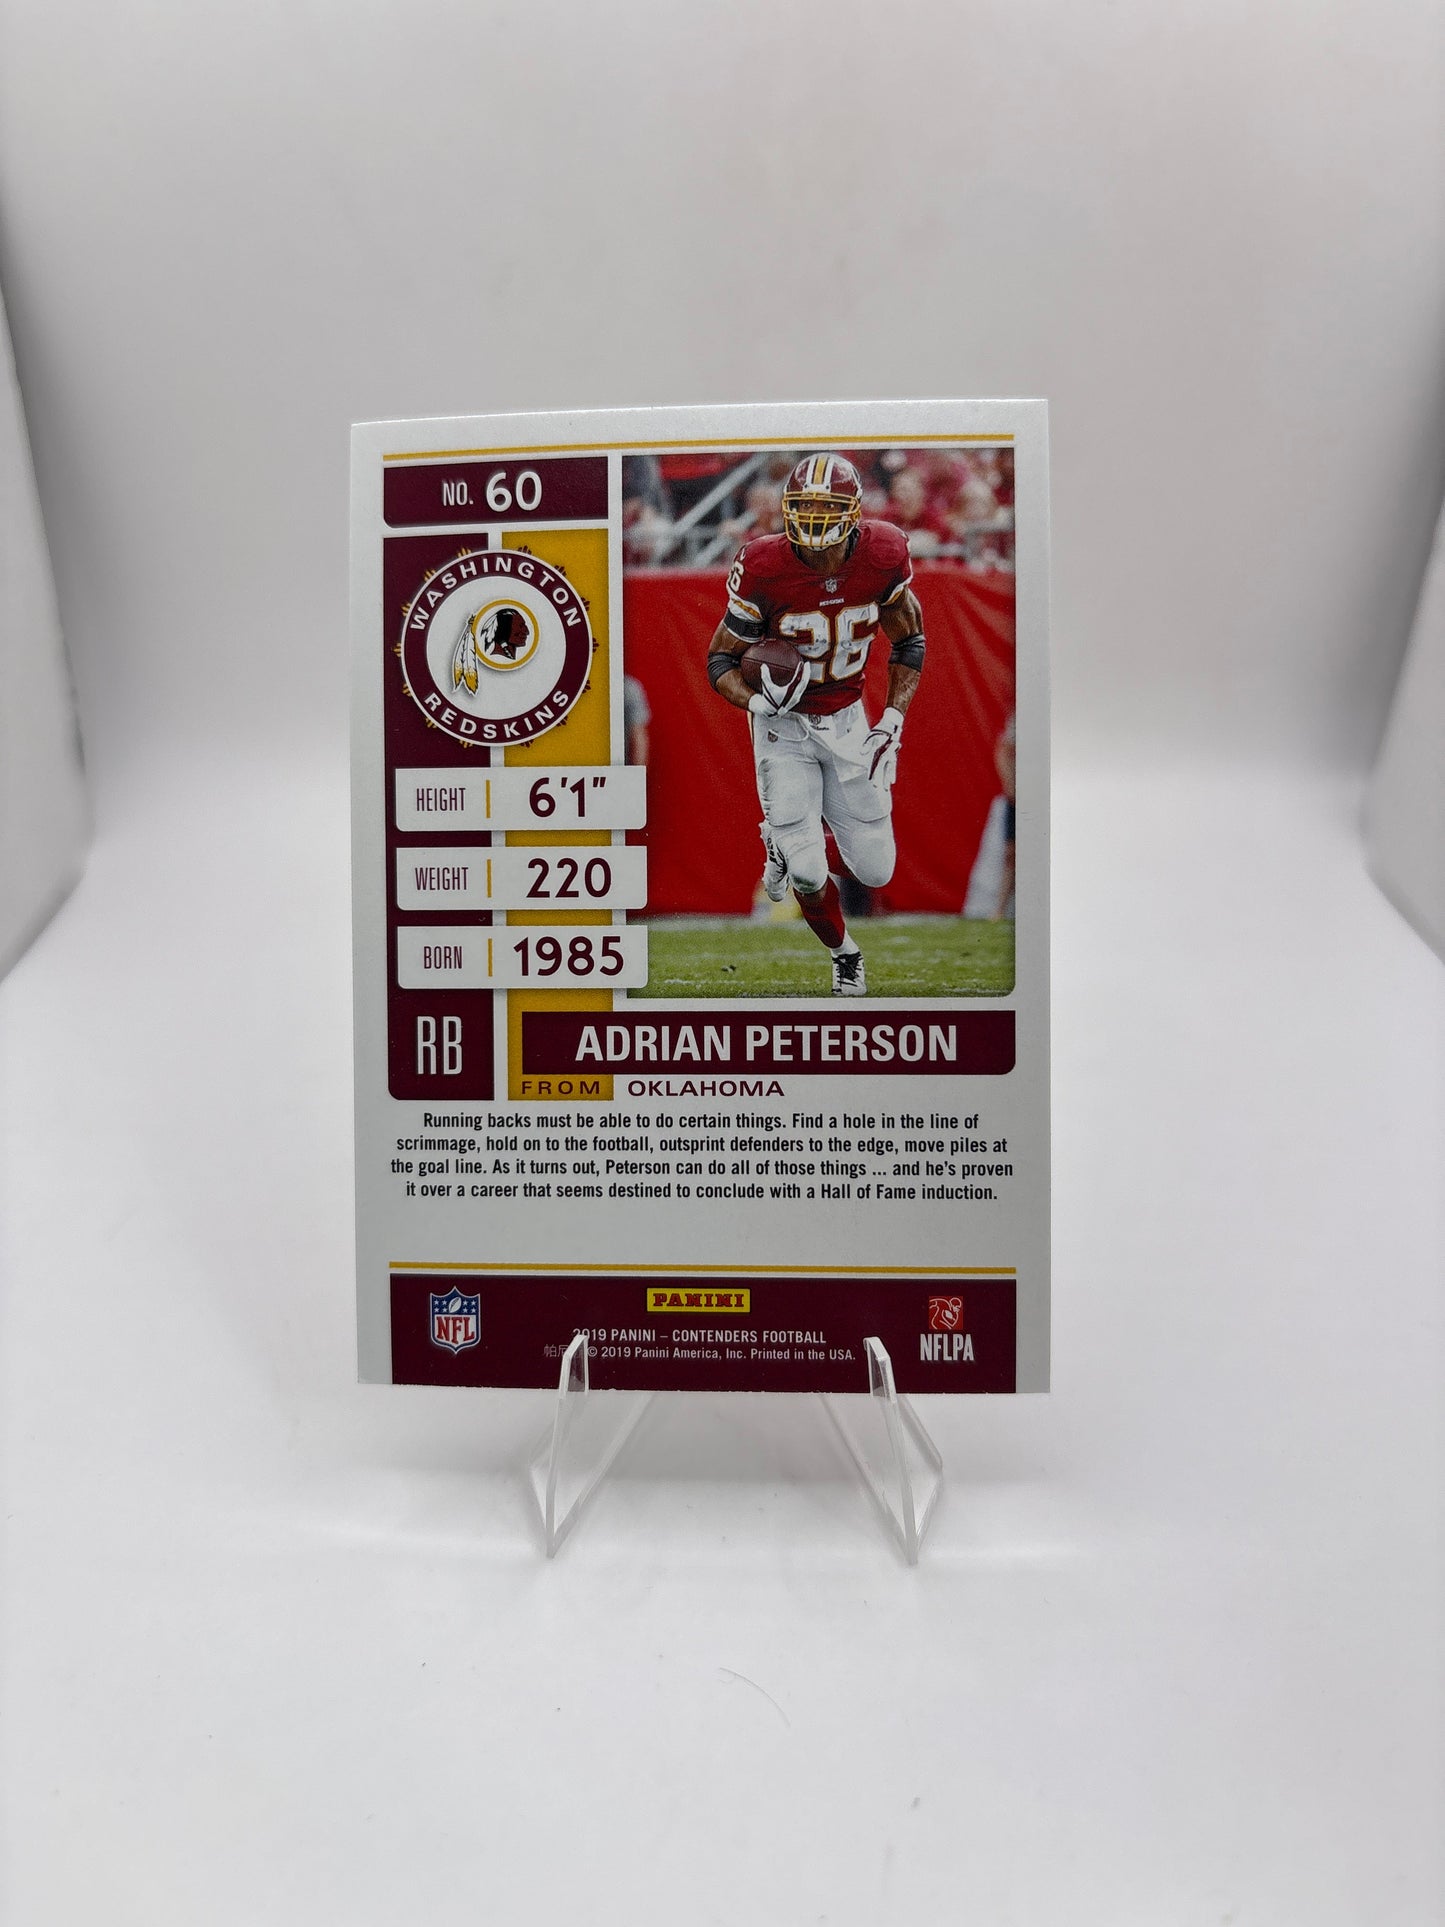 NO. 60
WASHINGTON
REDSKINS
26
26
HEIGHT 6'1"
WEIGHT 220
BORN 1985
RB
ADRIAN PETERSON
FROM OKLAHOMA
Running backs must be able to do certain things. Find a hole in the line of
scrimmage, hold on to the football, outsprint defenders to the edge, move piles at
the goal line. As it turns out, Peterson can do all of those things ... and he's proven
it over a career that seems destined to conclude with a Hall of Fame induction.
PANINI
NFL
2019 PANINI – CONTENDERS FOOTBALL
© 2019 Panini America, Inc. Printed in the USA.
NFLPA